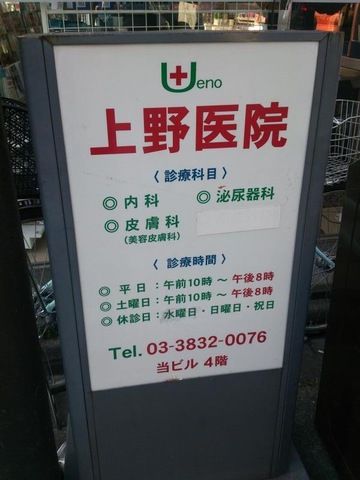 Ueno
上野医院
〈 診療科目 〉
◎ 内科 ◎ 泌尿器科
◎ 皮膚科
(美容皮膚科)
〈 診療時間 〉
● 平日：午前10時 〜 午後8時
● 土曜日：午前10時 〜 午後8時
● 休診日：水曜日・日曜日・祝日
Tel. 03-3832-0076
当ビル 4階